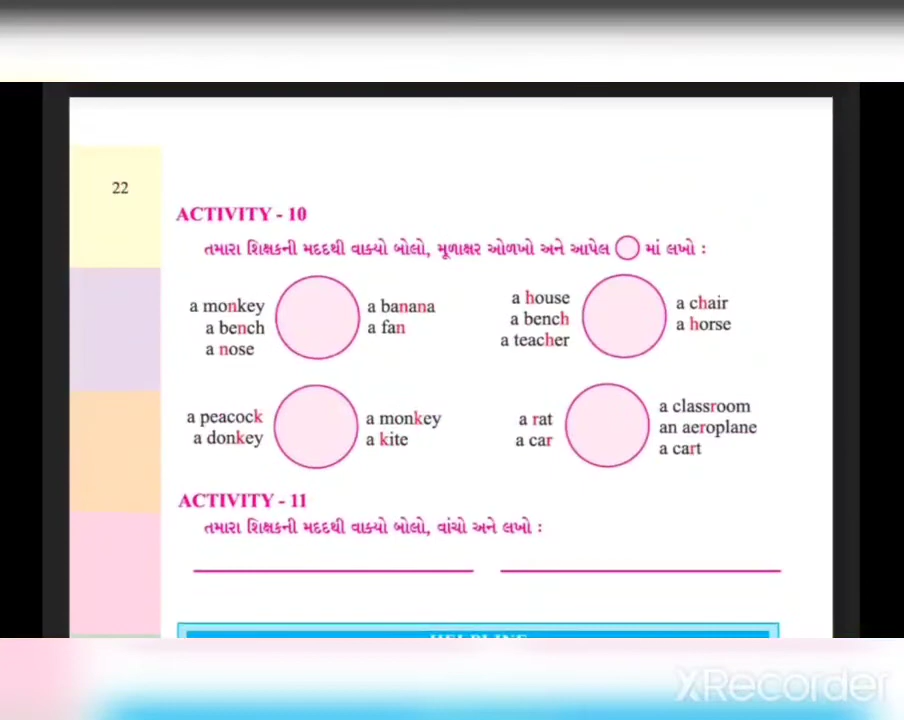 22
ACTIVITY - 10
તમારા શિક્ષકની મદદથી વાક્યો બોલો, મૂળાક્ષર ઓળખો અને આપેલ માં લખો :
a monkey
a bench
a nose
a banana
a fan
a house
a bench
a teacher
a chair
a horse
a peacock
a donkey
a monkey
a kite
a rat
a car
a classroom
an aeroplane
a cart
ACTIVITY - 11
તમારા શિક્ષકની મદદથી વાક્યો બોલો, વાંચો અને લખો :
HELPLINE
XRecorder